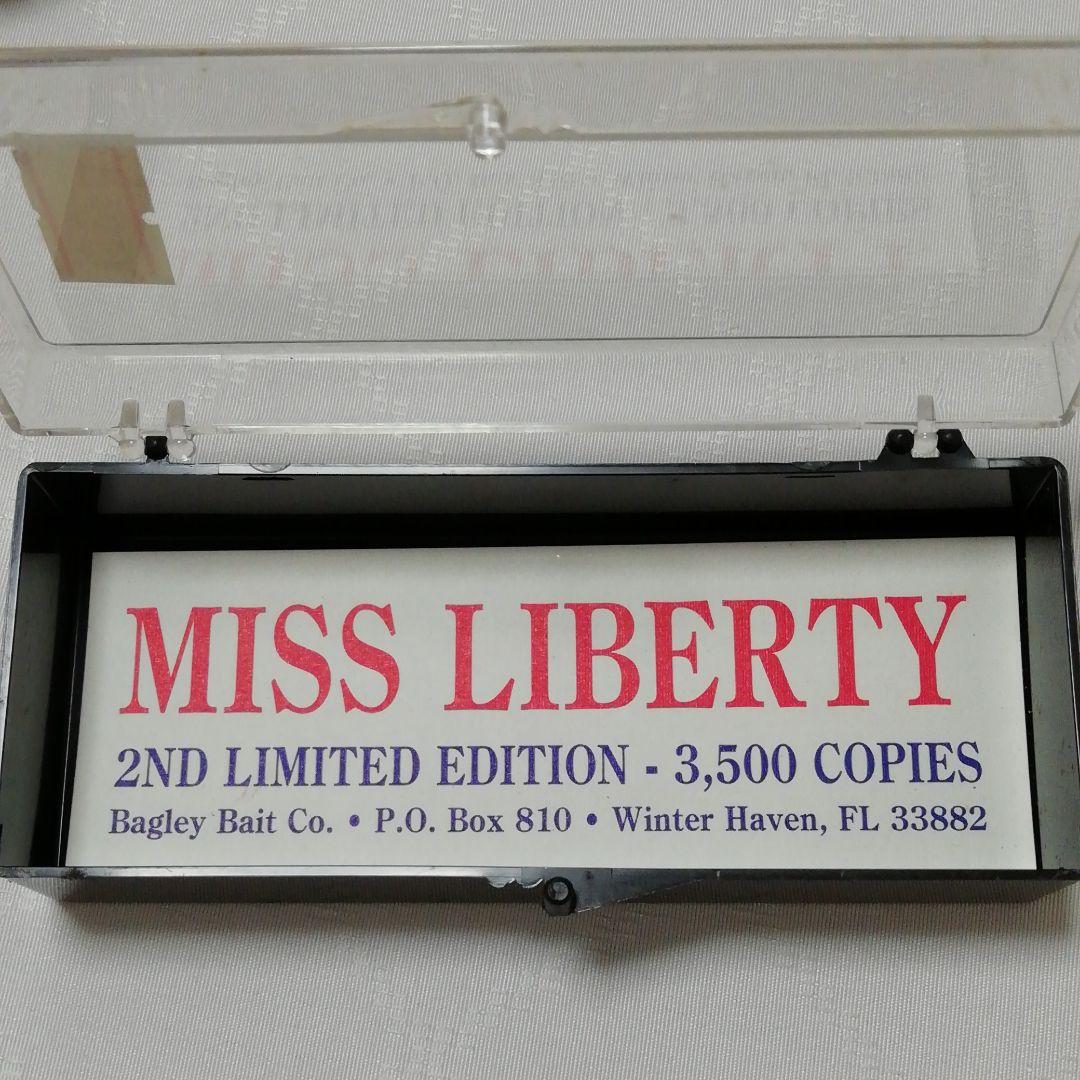 MISS LIBERTY
2ND LIMITED EDITION - 3,500 COPIES
Bagley Bait Co. • P.O. Box 810 • Winter Haven, FL 33882